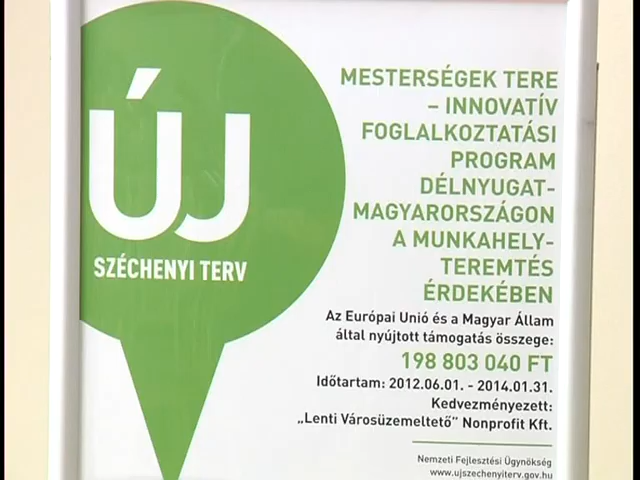 ÚJ
SZÉCHENYI TERV
MESTERSÉGEK TERE
– INNOVATÍV
FOGLALKOZTATÁSI
PROGRAM
DÉLNYUGAT-
MAGYARORSZÁGON
A MUNKAHELY-
TEREMTÉS
ÉRDEKÉBEN
Az Európai Unió és a Magyar Állam
által nyújtott támogatás összege:
198 803 040 FT
Időtartam: 2012.06.01. - 2014.01.31.
Kedvezményezett:
„Lenti Városüzemeltető” Nonprofit Kft.
Nemzeti Fejlesztési Ügynökség
www.ujszechenyiterv.gov.hu